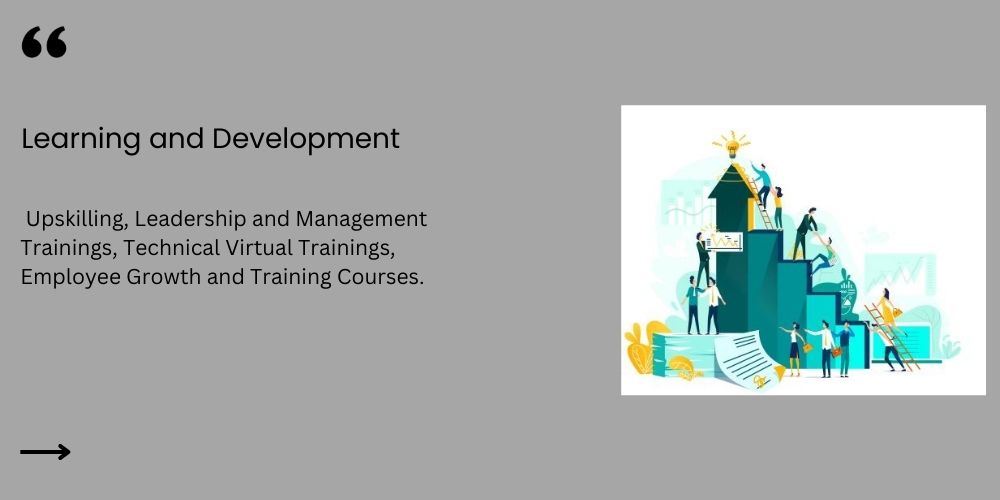 “
Learning and Development
Upskilling, Leadership and Management
Trainings, Technical Virtual Trainings,
Employee Growth and Training Courses.